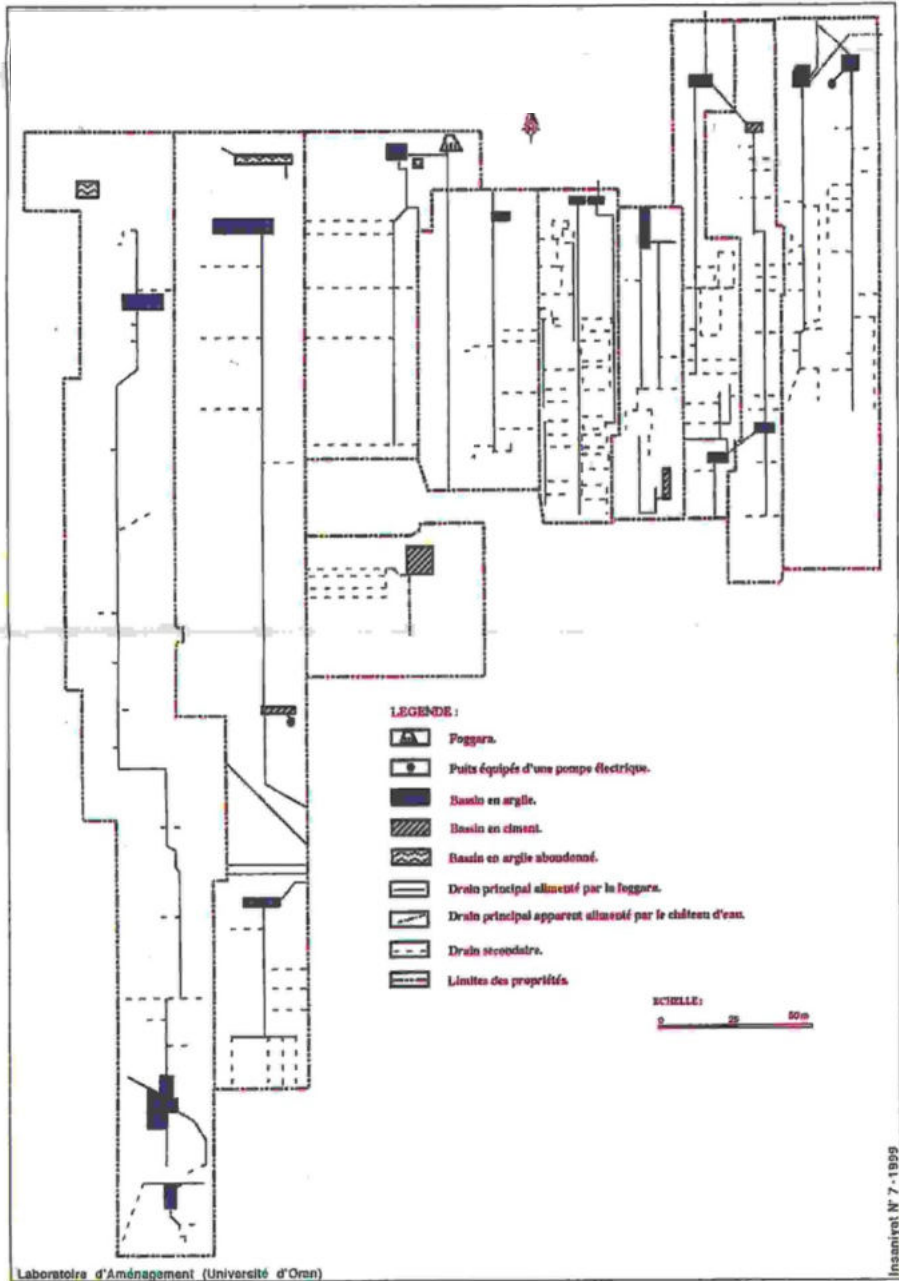 LEGENDE :
Foggara.
Puits équipés d'une pompe électrique.
Bassin en argile.
Bassin en ciment.
Bassin en argile aboudonné.
Drain principal alimenté par la foggara.
Drain principal apparent alimenté par le château d'eau.
Drain secondaire.
Limites des propriétés.
ECHELLE :
0 25 50m
Insaniyat N° 7 - 1999
Laboratoire d'Aménagement (Université d'Oran)